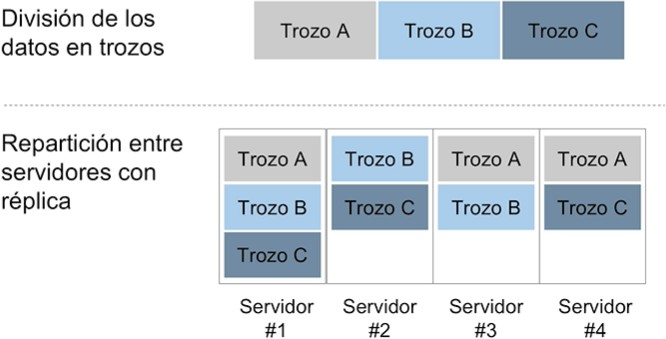 División de los
datos en trozos
Trozo A Trozo B Trozo C
Repartición entre
servidores con
réplica
Trozo A Trozo B Trozo A Trozo A
Trozo B Trozo C Trozo B Trozo C
Trozo C
Servidor Servidor Servidor Servidor
#1 #2 #3 #4